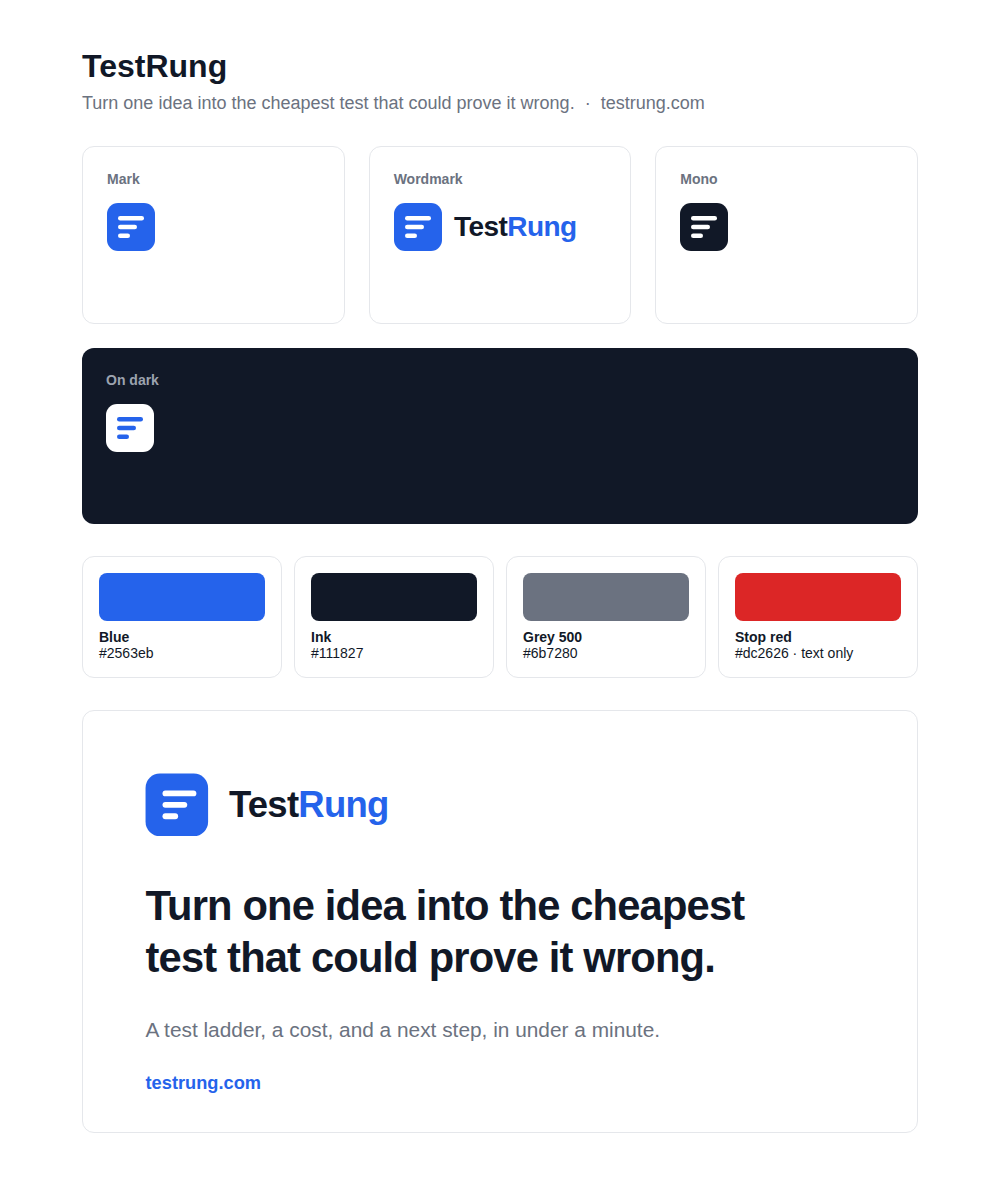 TestRung
Turn one idea into the cheapest test that could prove it wrong. · testrung.com
Mark
Wordmark
TestRung
Mono
On dark
Blue
#2563eb
Ink
#111827
Grey 500
#6b7280
Stop red
#dc2626 · text only
TestRung
Turn one idea into the cheapest
test that could prove it wrong.
A test ladder, a cost, and a next step, in under a minute.
testrung.com